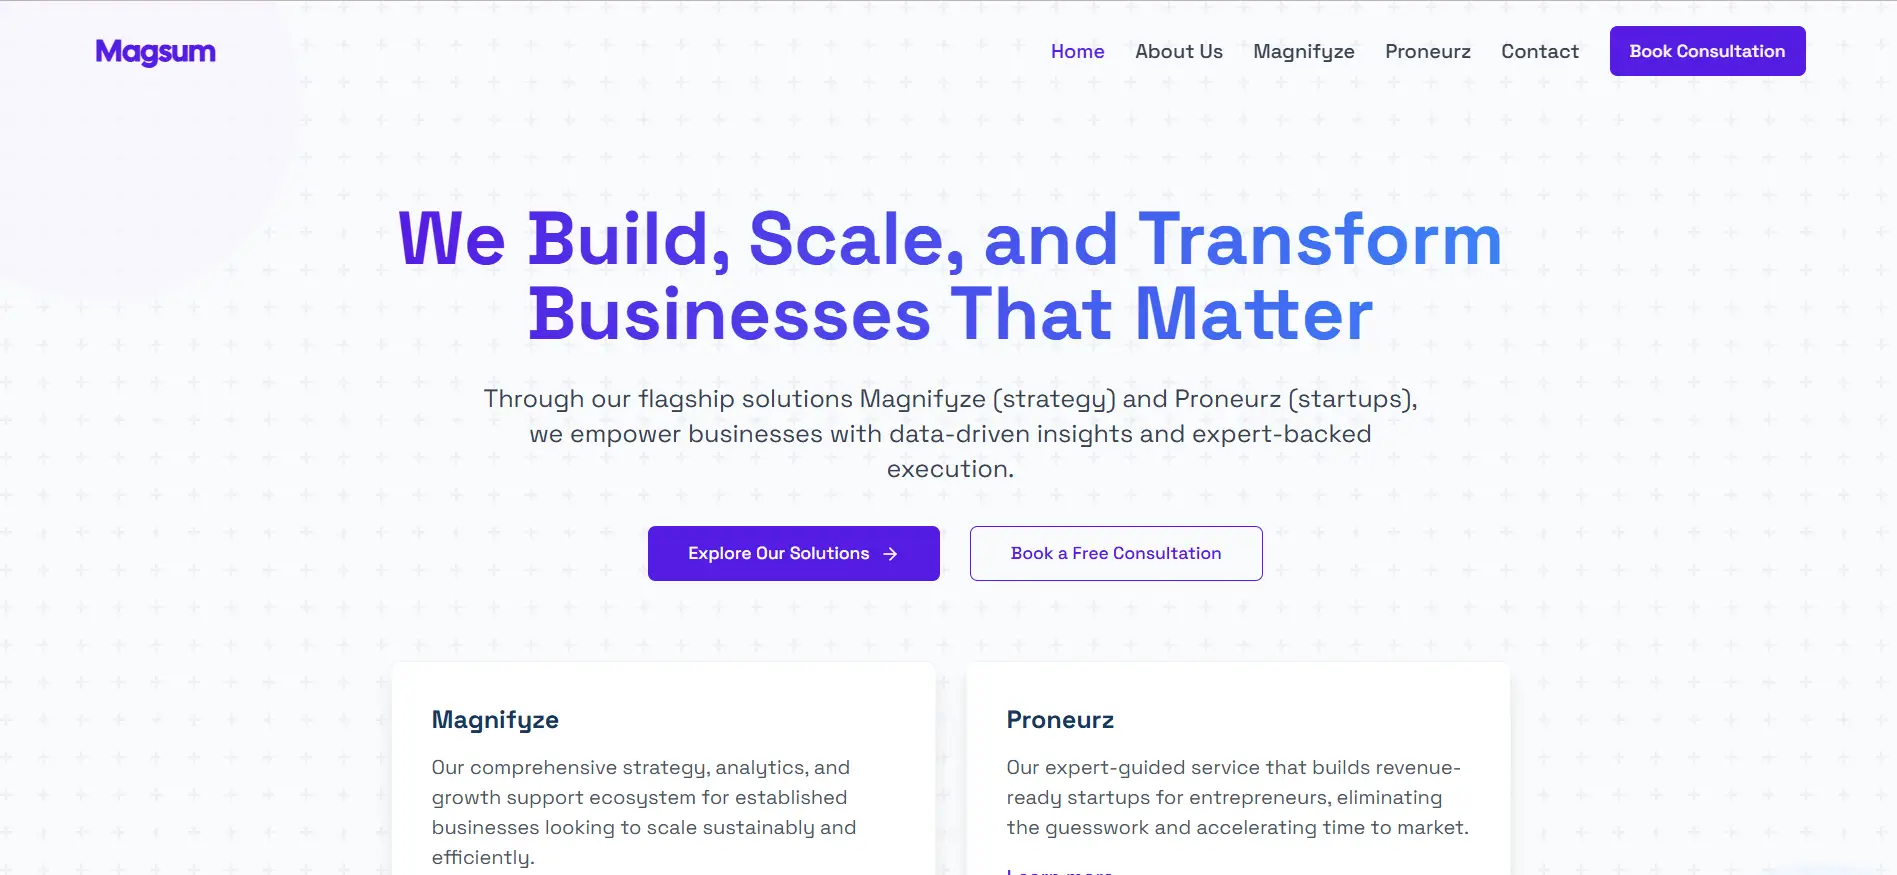 Magsum
Home About Us Magnifyze Proneurz Contact Book Consultation
We Build, Scale, and Transform
Businesses That Matter
Through our flagship solutions Magnifyze (strategy) and Proneurz (startups),
we empower businesses with data-driven insights and expert-backed
execution.
Explore Our Solutions →
Book a Free Consultation
Magnifyze
Our comprehensive strategy, analytics, and
growth support ecosystem for established
businesses looking to scale sustainably and
efficiently.
Proneurz
Our expert-guided service that builds revenue-
ready startups for entrepreneurs, eliminating
the guesswork and accelerating time to market.
Learn more